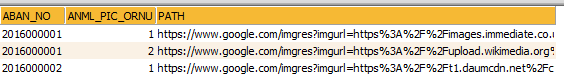 ABAN_NO ANML_PIC_ORNU PATH
2016000001 1 https://www.google.com/imgres?imgurl=https%3A%2F%2Fimages.immediate.co.u
2016000001 2 https://www.google.com/imgres?imgurl=https%3A%2F%2Fupload.wikimedia.org%
2016000002 1 https://www.google.com/imgres?imgurl=https%3A%2F%2Ft1.daumcdn.net%2Fc